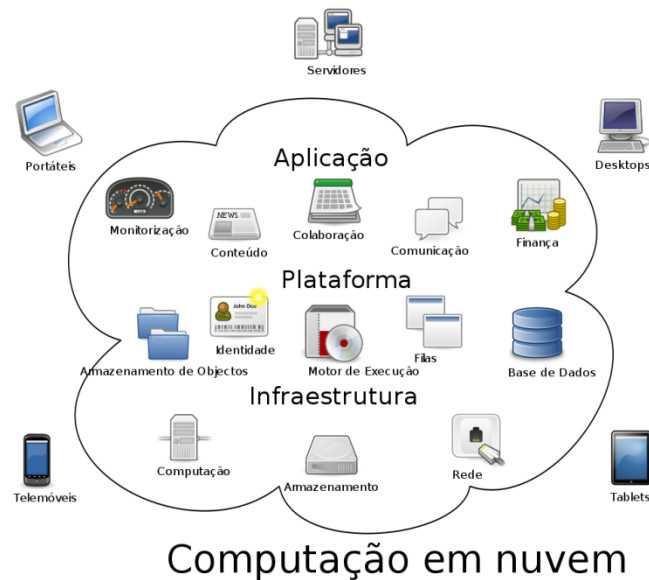 Servidores
Portáteis
Desktops
Aplicação
Monitorização
NEWS
Conteúdo
Colaboração
Comunicação
Finança
Plataforma
John Doe
Armazenamento de Objectos
Identidade
Motor de Execução
Filas
Base de Dados
Infraestrutura
Computação
Armazenamento
Rede
Telemóveis
Tablets
Computação em nuvem